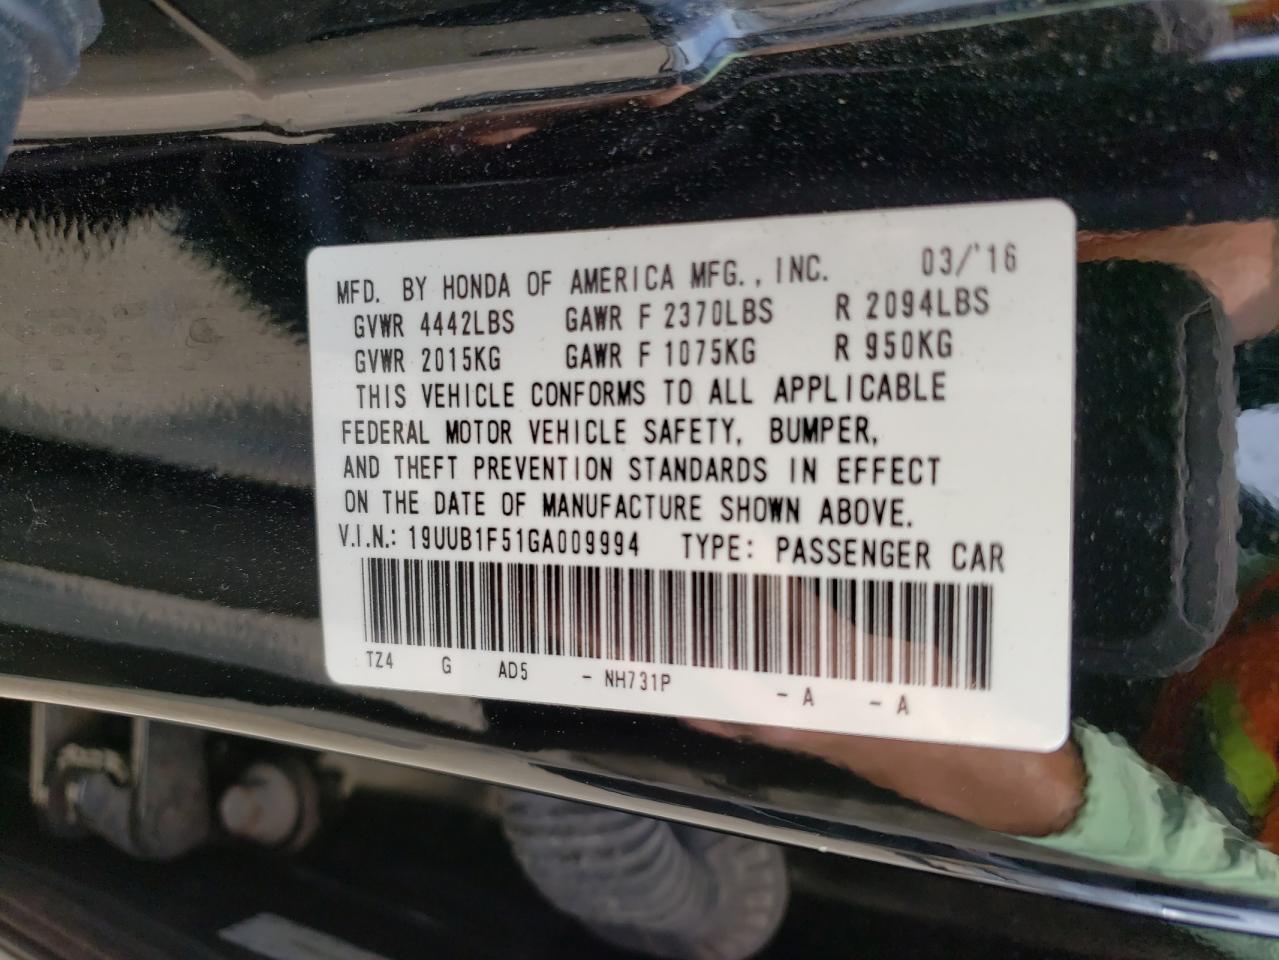 MFD. BY HONDA OF AMERICA MFG., INC. 03/'16
GVWR 4442LBS GAWR F 2370LBS R 2094LBS
GVWR 2015KG GAWR F 1075KG R 950KG
THIS VEHICLE CONFORMS TO ALL APPLICABLE
FEDERAL MOTOR VEHICLE SAFETY, BUMPER,
AND THEFT PREVENTION STANDARDS IN EFFECT
ON THE DATE OF MANUFACTURE SHOWN ABOVE.
V.I.N.: 19UUB1F51GA009994 TYPE: PASSENGER CAR
TZ4 G AD5 - NH731P - A - A